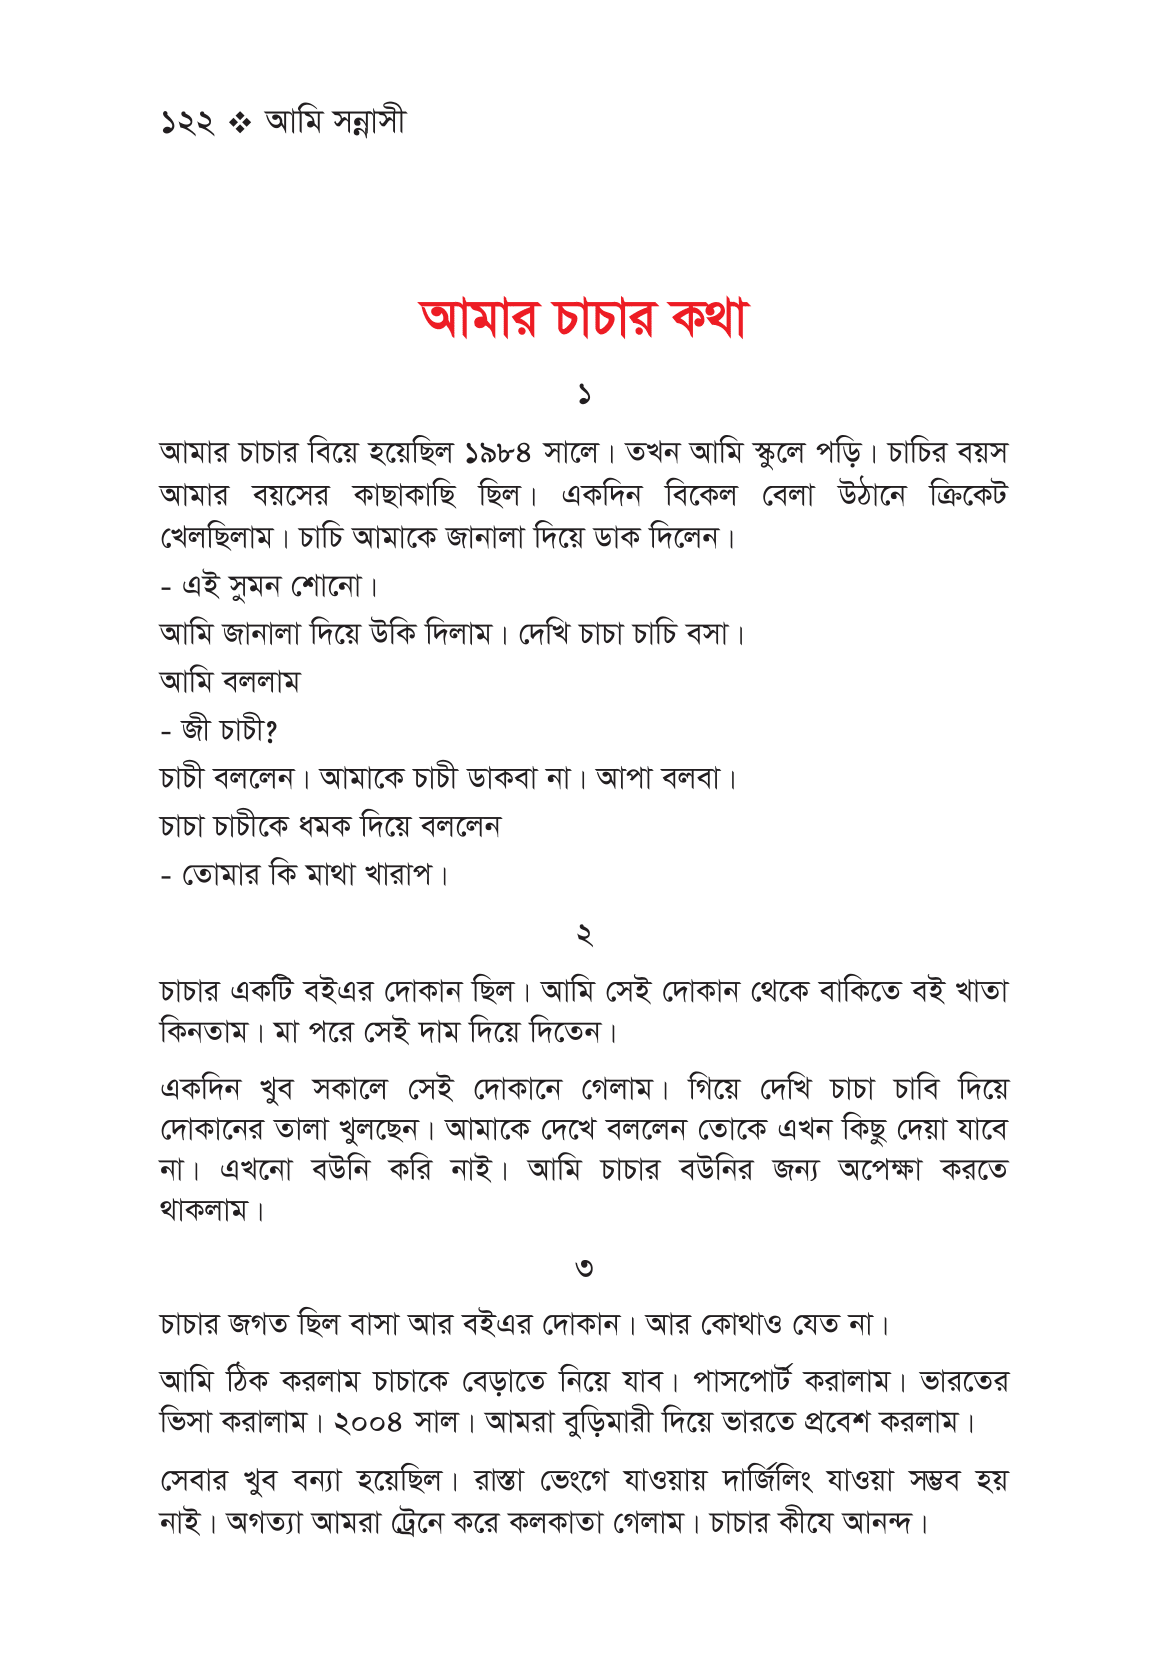 ১২২ ❖ আমি সন্ন্যাসী
আমার চাচার কথা
১
আমার চাচার বিয়ে হয়েছিল ১৯৮৪ সালে। তখন আমি স্কুলে পড়ি। চাচির বয়স
আমার বয়সের কাছাকাছি ছিল। একদিন বিকেল বেলা উঠানে ক্রিকেট
খেলছিলাম। চাচি আমাকে জানালা দিয়ে ডাক দিলেন।
- এই সুমন শোনো।
আমি জানালা দিয়ে উকি দিলাম। দেখি চাচা চাচি বসা।
আমি বললাম
- জী চাচী?
চাচী বললেন। আমাকে চাচী ডাকবা না। আপা বলবা।
চাচা চাচীকে ধমক দিয়ে বললেন
- তোমার কি মাথা খারাপ।
২
চাচার একটি বইএর দোকান ছিল। আমি সেই দোকান থেকে বাকিতে বই খাতা
কিনতাম। মা পরে সেই দাম দিয়ে দিতেন।
একদিন খুব সকালে সেই দোকানে গেলাম। গিয়ে দেখি চাচা চাবি দিয়ে
দোকানের তালা খুলছেন। আমাকে দেখে বললেন তোকে এখন কিছু দেয়া যাবে
না। এখনো বউনি করি নাই। আমি চাচার বউনির জন্য অপেক্ষা করতে
থাকলাম।
৩
চাচার জগত ছিল বাসা আর বইএর দোকান। আর কোথাও যেত না।
আমি ঠিক করলাম চাচাকে বেড়াতে নিয়ে যাব। পাসপোর্ট করালাম। ভারতের
ভিসা করালাম। ২০০৪ সাল। আমরা বুড়িমারী দিয়ে ভারতে প্রবেশ করলাম।
সেবার খুব বন্যা হয়েছিল। রাস্তা ভেংগে যাওয়ায় দার্জিলিং যাওয়া সম্ভব হয়
নাই। অগত্যা আমরা ট্রেনে করে কলকাতা গেলাম। চাচার কীযে আনন্দ।